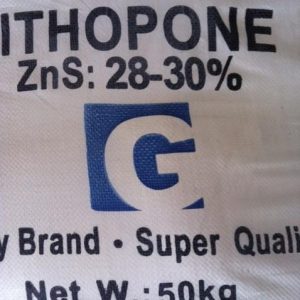 ITHOPONE
ZnS: 28-30%
G
y Brand • Super Quali
Net W.: 50kg